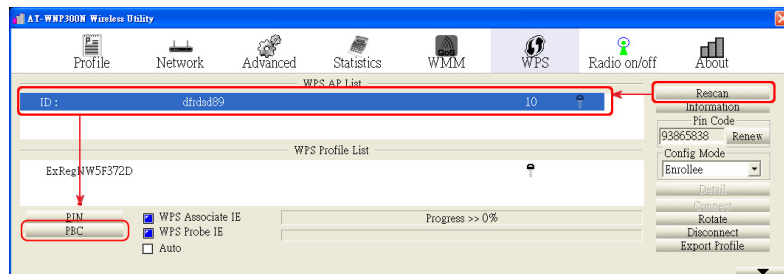 AT-WNP300N Wireless Utility
Profile Network Advanced Statistics WMM WPS Radio on/off About
QoS
WPS AP List
ID : dfrdsd89 10
Rescan
Information
Pin Code
93865838 Renew
Config Mode
Enrollee
Detail
Connect
Rotate
Disconnect
Export Profile
WPS Profile List
ExRegNW5F372D
PIN
PBC
WPS Associate IE
WPS Probe IE
Auto
Progress >> 0%